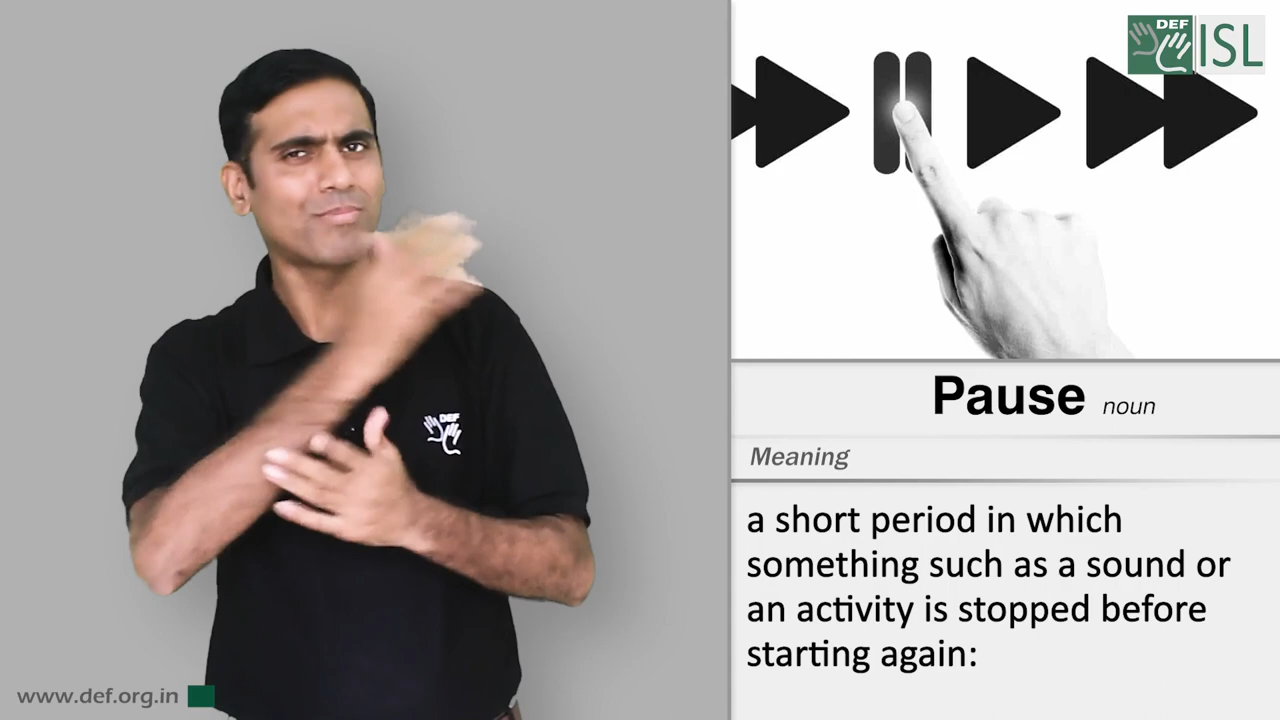 DEF
ISL
Pause noun
Meaning
a short period in which
something such as a sound or
an activity is stopped before
starting again:
DEF
www.def.org.in